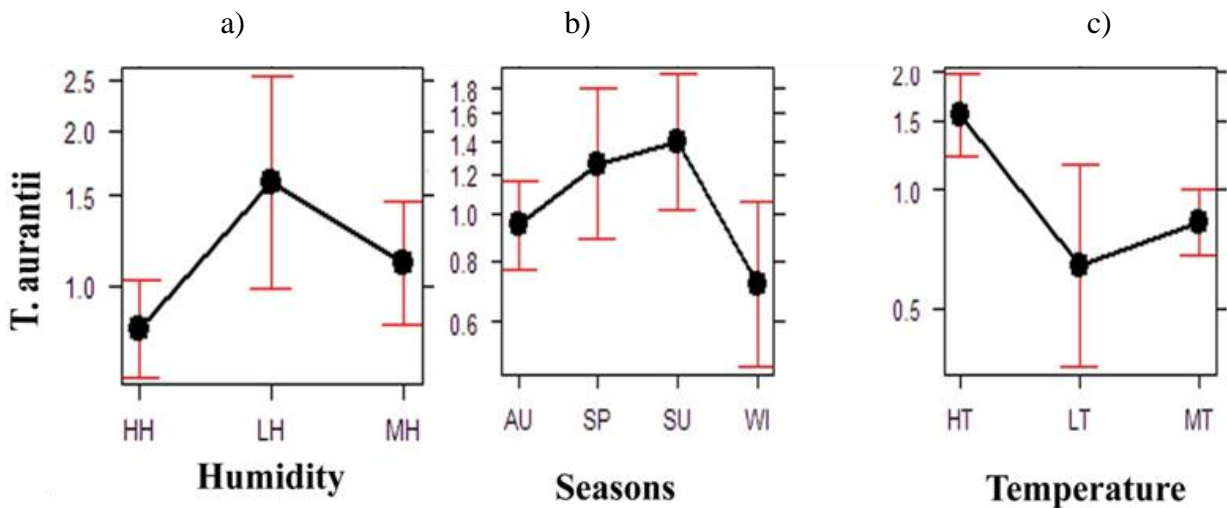 a) b) c)
T. aurantii
2.5
2.0
1.5
1.0
HH LH MH
Humidity
1.8
1.6
1.4
1.2
1.0
0.8
0.6
AU SP SU WI
Seasons
2.0
1.5
1.0
0.5
HT LT MT
Temperature